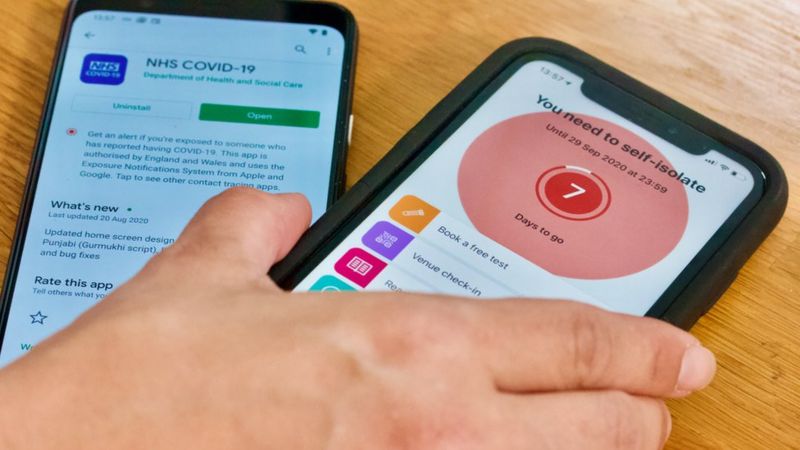 13:57
NHS
COVID-19
NHS COVID-19
Department of Health and Social Care
Uninstall
Open
Get an alert if you're exposed to someone who
has reported having COVID-19. This app is
authorised by England and Wales and uses the
Exposure Notifications System from Apple and
Google. Tap to see other contact tracing apps.
What's new
Last updated 20 Aug 2020
Updated home screen design
Punjabi (Gurmukhi script),
and bug fixes
Rate this app
Tell others what
13:57
You need to self-isolate
Until 29 Sep 2020 at 23:59
7
Days to go
Book a free test
Venue check-in